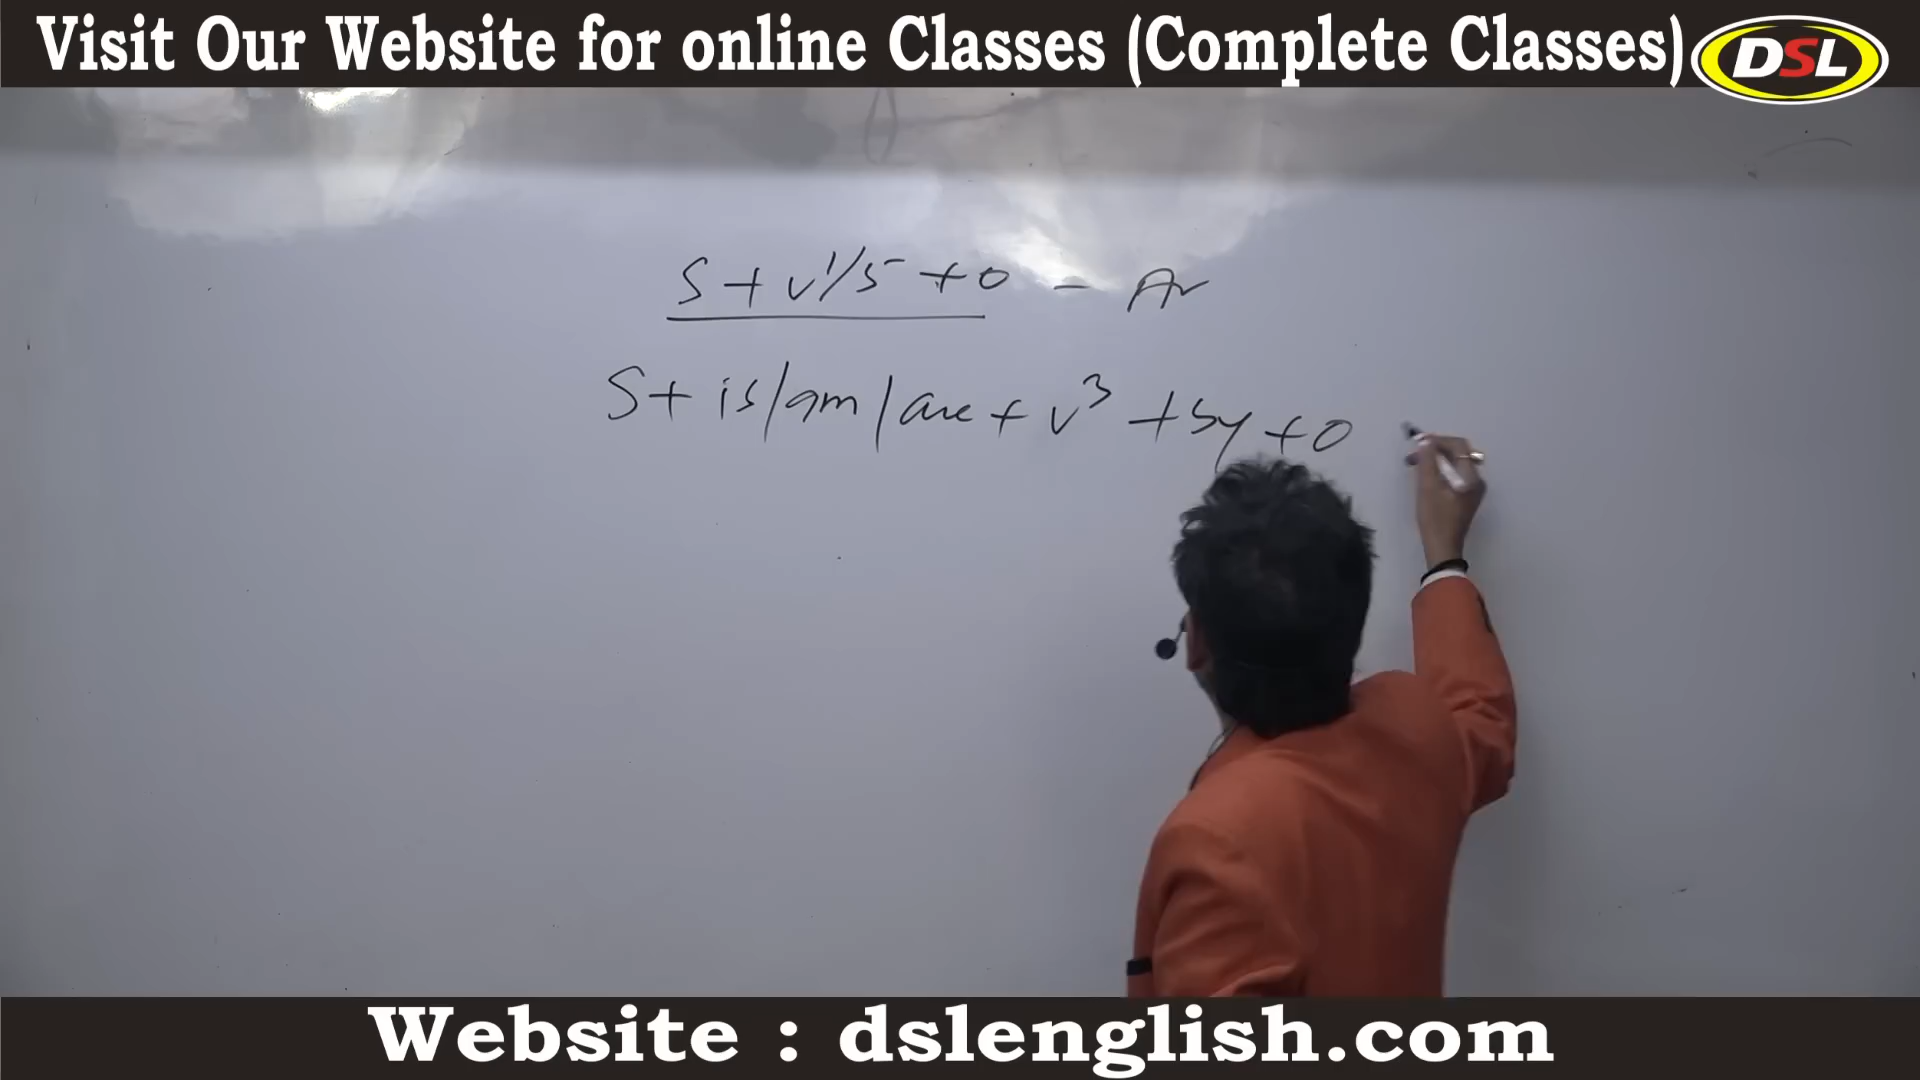 Visit Our Website for online Classes (Complete Classes)
DSL
S + v1/5 + O - Av
S + is/am/are + v3 + by + O
Website : dslenglish.com